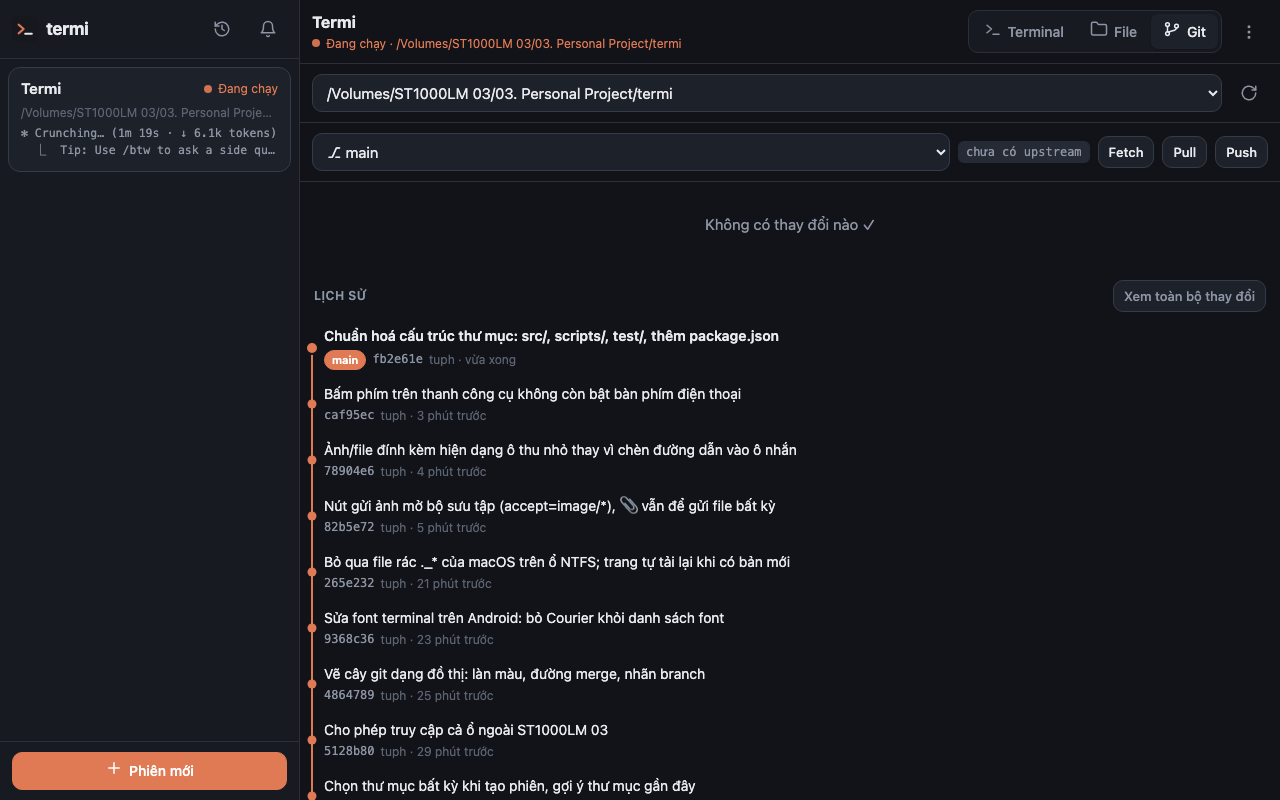 termi
Termi
Đang chạy
/Volumes/ST1000LM 03/03. Personal Proje…
✻ Crunching… (1m 19s · ↓ 6.1k tokens)
⎿ Tip: Use /btw to ask a side qu…
+ Phiên mới
Termi
Đang chạy · /Volumes/ST1000LM 03/03. Personal Project/termi
Terminal
File
Git
/Volumes/ST1000LM 03/03. Personal Project/termi
⎇ main
chưa có upstream
Fetch
Pull
Push
Không có thay đổi nào ✓
LỊCH SỬ
Xem toàn bộ thay đổi
Chuẩn hoá cấu trúc thư mục: src/, scripts/, test/, thêm package.json
main fb2e61e tuph · vừa xong
Bấm phím trên thanh công cụ không còn bật bàn phím điện thoại
caf95ec tuph · 3 phút trước
Ảnh/file đính kèm hiện dạng ô thu nhỏ thay vì chèn đường dẫn vào ô nhắn
78904e6 tuph · 4 phút trước
Nút gửi ảnh mở bộ sưu tập (accept=image/*), 📎 vẫn để gửi file bất kỳ
82b5e72 tuph · 5 phút trước
Bỏ qua file rác ._* của macOS trên ổ NTFS; trang tự tải lại khi có bản mới
265e232 tuph · 21 phút trước
Sửa font terminal trên Android: bỏ Courier khỏi danh sách font
9368c36 tuph · 23 phút trước
Vẽ cây git dạng đồ thị: làn màu, đường merge, nhãn branch
4864789 tuph · 25 phút trước
Cho phép truy cập cả ổ ngoài ST1000LM 03
5128b80 tuph · 29 phút trước
Chọn thư mục bất kỳ khi tạo phiên, gợi ý thư mục gần đây